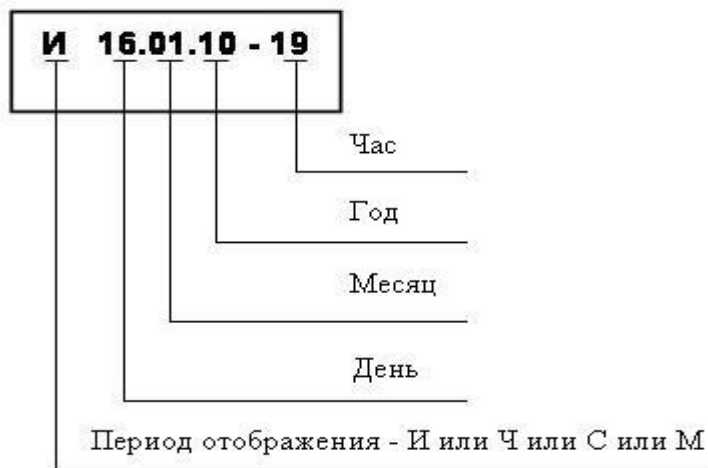 И 16.01.10 - 19
Час
Год
Месяц
День
Период отображения - И или Ч или С или М